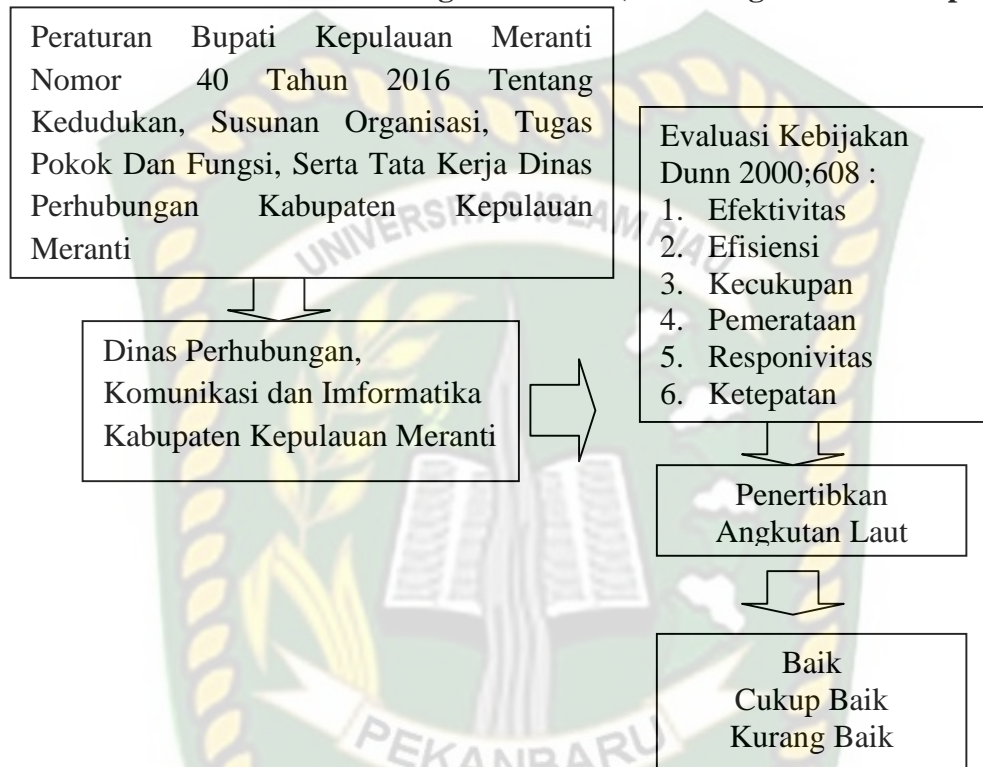 Peraturan Bupati Kepulauan Meranti
Nomor 40 Tahun 2016 Tentang
Kedudukan, Susunan Organisasi, Tugas
Pokok Dan Fungsi, Serta Tata Kerja Dinas
Perhubungan Kabupaten Kepulauan
Meranti
Dinas Perhubungan,
Komunikasi dan Imformatika
Kabupaten Kepulauan Meranti
Evaluasi Kebijakan
Dunn 2000;608 :
1. Efektivitas
2. Efisiensi
3. Kecukupan
4. Pemerataan
5. Responivitas
6. Ketepatan
Penertibkan
Angkutan Laut
Baik
Cukup Baik
Kurang Baik
UNIVERSITAS ISLAM RIAU
PEKANBARU